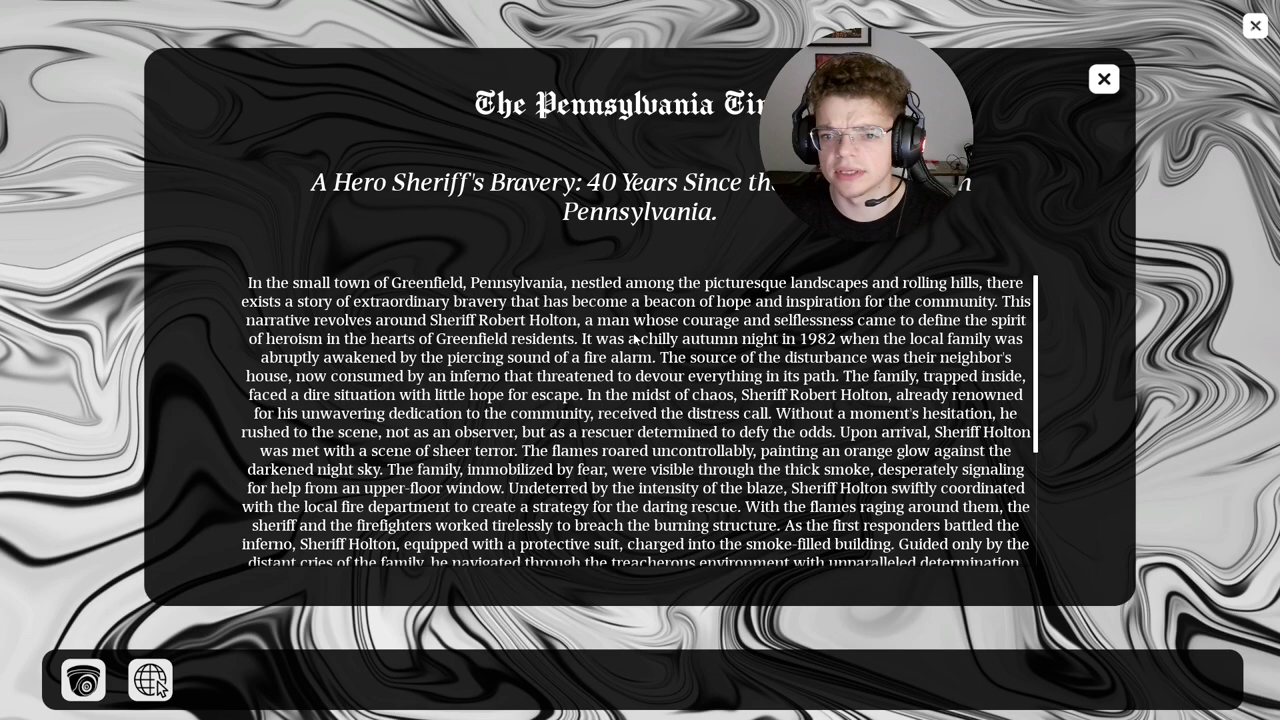 The Pennsylvania
A Hero Sheriff's Bravery: 40 Years Since
Pennsylvania.
In the small town of Greenfield, Pennsylvania, nestled among the picturesque landscapes and rolling hills, there
exists a story of extraordinary bravery that has become a beacon of hope and inspiration for the community. This
narrative revolves around Sheriff Robert Holton, a man whose courage and selflessness came to define the spirit
of heroism in the hearts of Greenfield residents. It was a chilly autumn night in 1982 when the local family was
abruptly awakened by the piercing sound of a fire alarm. The source of the disturbance was their neighbor's
house, now consumed by an inferno that threatened to devour everything in its path. The family, trapped inside,
faced a dire situation with little hope for escape. In the midst of chaos, Sheriff Robert Holton, already renowned
for his unwavering dedication to the community, received the distress call. Without a moment's hesitation, he
rushed to the scene, not as an observer, but as a rescuer determined to defy the odds. Upon arrival, Sheriff Holton
was met with a scene of sheer terror. The flames roared uncontrollably, painting an orange glow against the
darkened night sky. The family, immobilized by fear, were visible through the thick smoke, desperately signaling
for help from an upper-floor window. Undeterred by the intensity of the blaze, Sheriff Holton swiftly coordinated
with the local fire department to create a strategy for the daring rescue. With the flames raging around them, the
sheriff and the firefighters worked tirelessly to breach the burning structure. As the first responders battled the
inferno, Sheriff Holton, equipped with a protective suit, charged into the smoke-filled building. Guided only by the
distant cries of the family, he navigated through the treacherous environment with unparalleled determination.